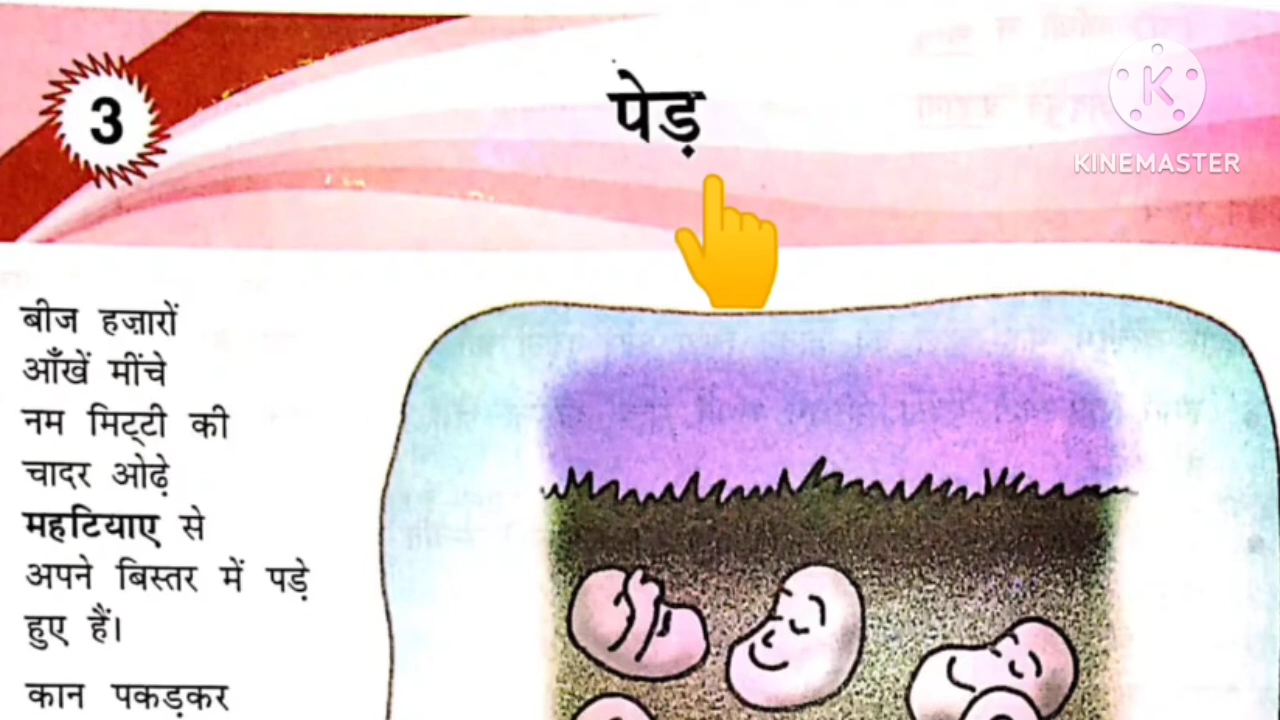 3
पेड़
K
KINEMASTER
बीज हज़ारों
आँखें मींचे
नम मिट्टी की
चादर ओढ़े
महटियाए से
अपने बिस्तर में पड़े
हुए हैं।
कान पकड़कर